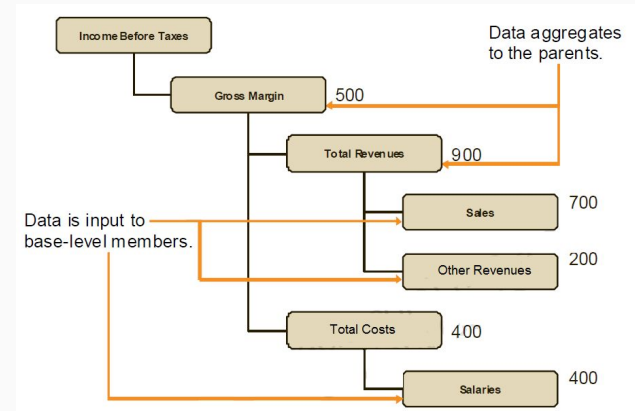 Income Before Taxes
Data aggregates
to the parents.
Gross Margin
500
Total Revenues
900
Sales
700
Data is input to
base-level members.
Other Revenues
200
Total Costs
400
Salaries
400